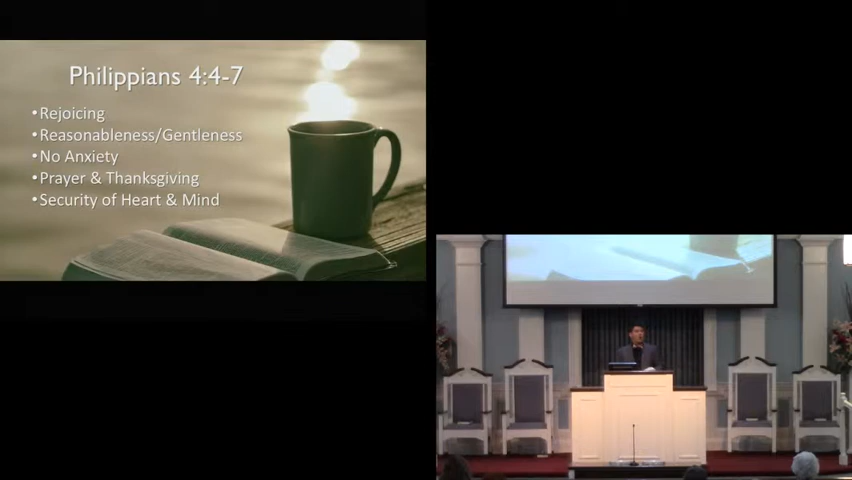 Philippians 4:4-7
•Rejoicing
•Reasonableness/Gentleness
•No Anxiety
•Prayer & Thanksgiving
•Security of Heart & Mind